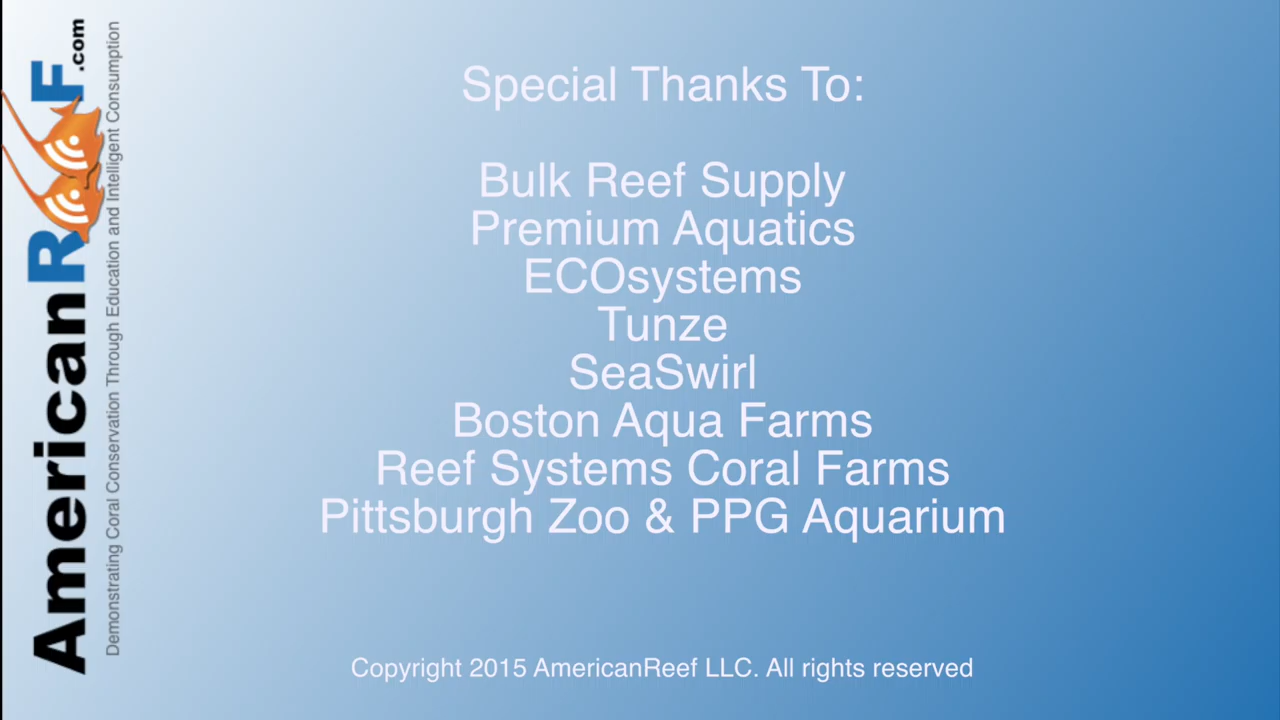 AmericanReeF.com
Demonstrating Coral Conservation Through Education and Intelligent Consumption
Special Thanks To:
Bulk Reef Supply
Premium Aquatics
ECOsystems
Tunze
SeaSwirl
Boston Aqua Farms
Reef Systems Coral Farms
Pittsburgh Zoo & PPG Aquarium
Copyright 2015 AmericanReef LLC. All rights reserved